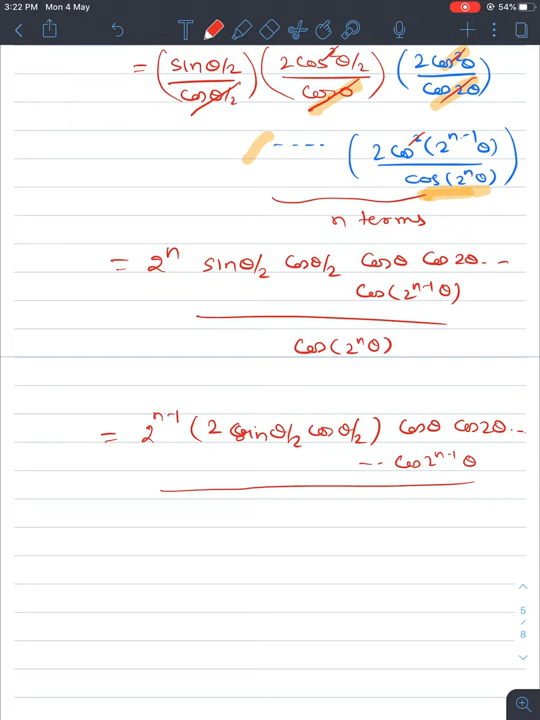 3:22 PM Mon 4 May 54%
= (sinθ/2 / cosθ/2) (2cos²θ/2 / cosθ) (2cos²θ / cos2θ)
---- (2cos²(2ⁿ⁻¹θ) / cos(2ⁿθ))
n terms
= 2ⁿ sinθ/2 cosθ/2 cosθ cos2θ...
cos(2ⁿ⁻¹θ)
cos(2ⁿθ)
= 2ⁿ⁻¹ (2 sinθ/2 cosθ/2) cosθ cos2θ...
-- cos2ⁿ⁻¹θ
5
/
8